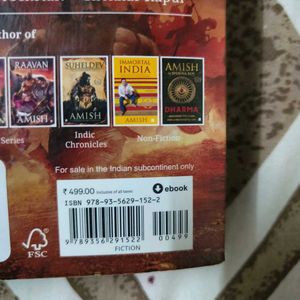 thor of
RAAVAN
AMISH
SUHELDEV
AMISH
IMMORTAL
INDIA
AMISH
AMISH
DHARMA
Series
Indic
Chronicles
Non-Fiction
For sale in the Indian subcontinent only
₹ 499.00 inclusive of all taxes
ebook
ISBN 978-93-5629-152-2
9 789356 291522
00499
FICTION
FSC